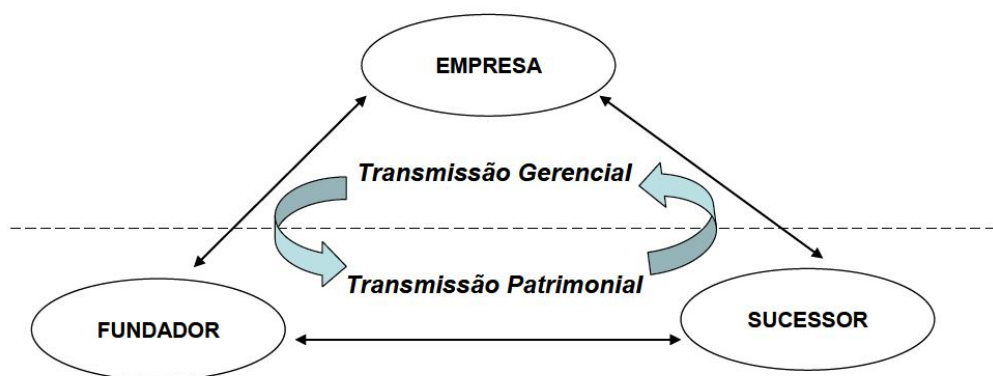 EMPRESA
Transmissão Gerencial
Transmissão Patrimonial
FUNDADOR
SUCESSOR